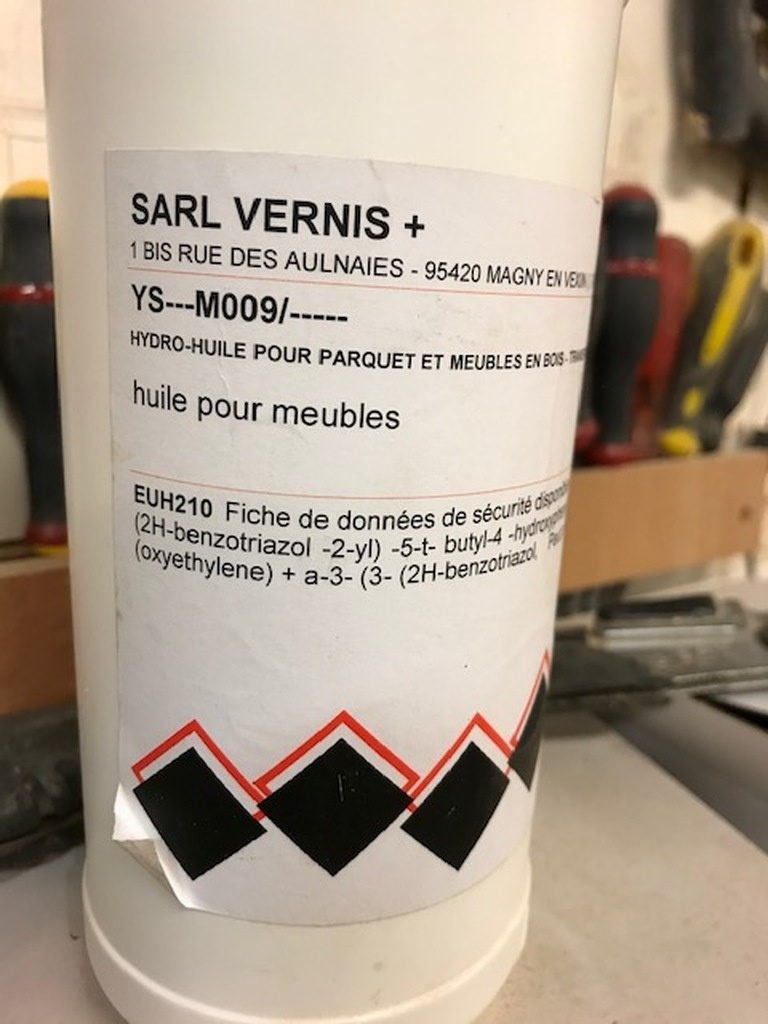 SARL VERNIS +
1 BIS RUE DES AULNAIES - 95420 MAGNY EN VEXIN
YS---M009/-----
HYDRO-HUILE POUR PARQUET ET MEUBLES EN BOIS -
huile pour meubles
EUH210 Fiche de données de sécurité
(2H-benzotriazol -2-yl) -5-t- butyl-4
(oxyethylene) + a-3- (3- (2H-benzotriazol,